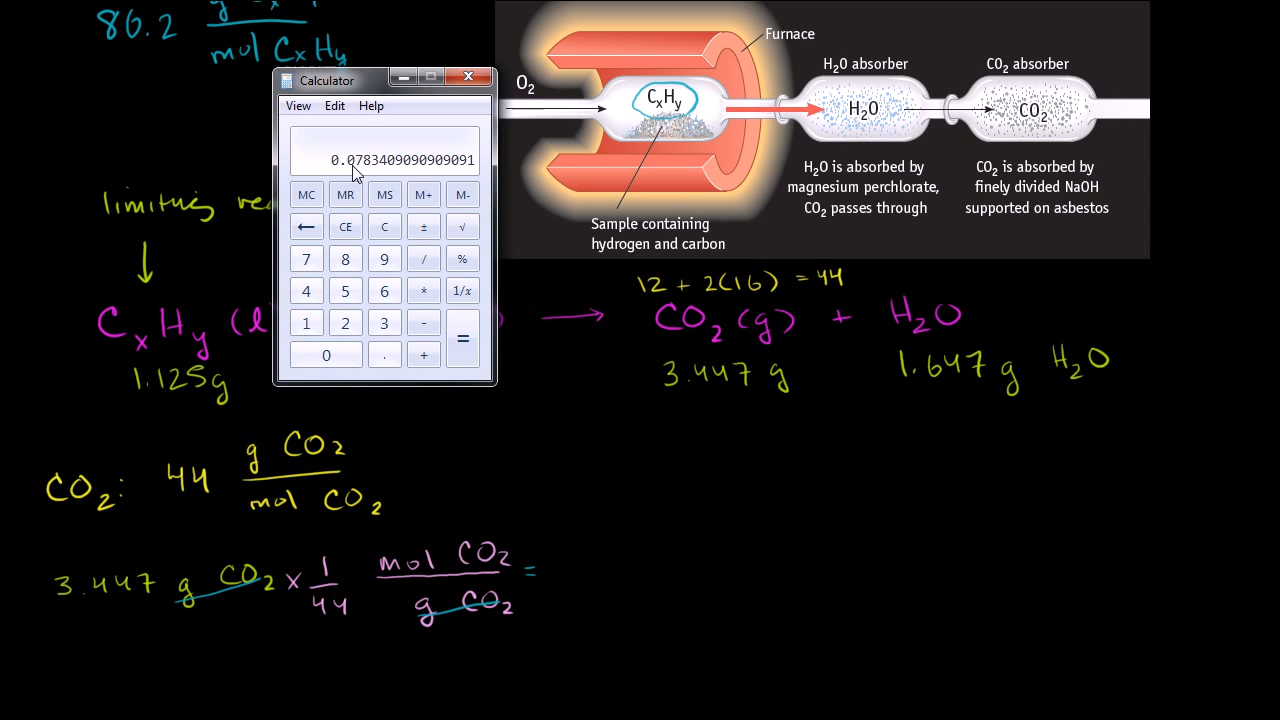 86.2 g CxHy
mol CxHy
Calculator
View Edit Help
0.0783409090909091
MC MR MS M+ M-
← CE C ± √
7 8 9 / %
4 5 6 * 1/x
1 2 3 - =
0 . +
Furnace
O₂
CxHy
H₂O absorber
H₂O
CO₂ absorber
CO₂
H₂O is absorbed by
magnesium perchlorate,
CO₂ passes through
CO₂ is absorbed by
finely divided NaOH
supported on asbestos
Sample containing
hydrogen and carbon
limiting
12 + 2(16) = 44
CxHy (l ) → CO₂(g) + H₂O
1.125g 3.447 g 1.647 g H₂O
CO₂: 44 g CO₂
mol CO₂
3.447 g CO₂ × 1/44 mol CO₂ / g CO₂ =